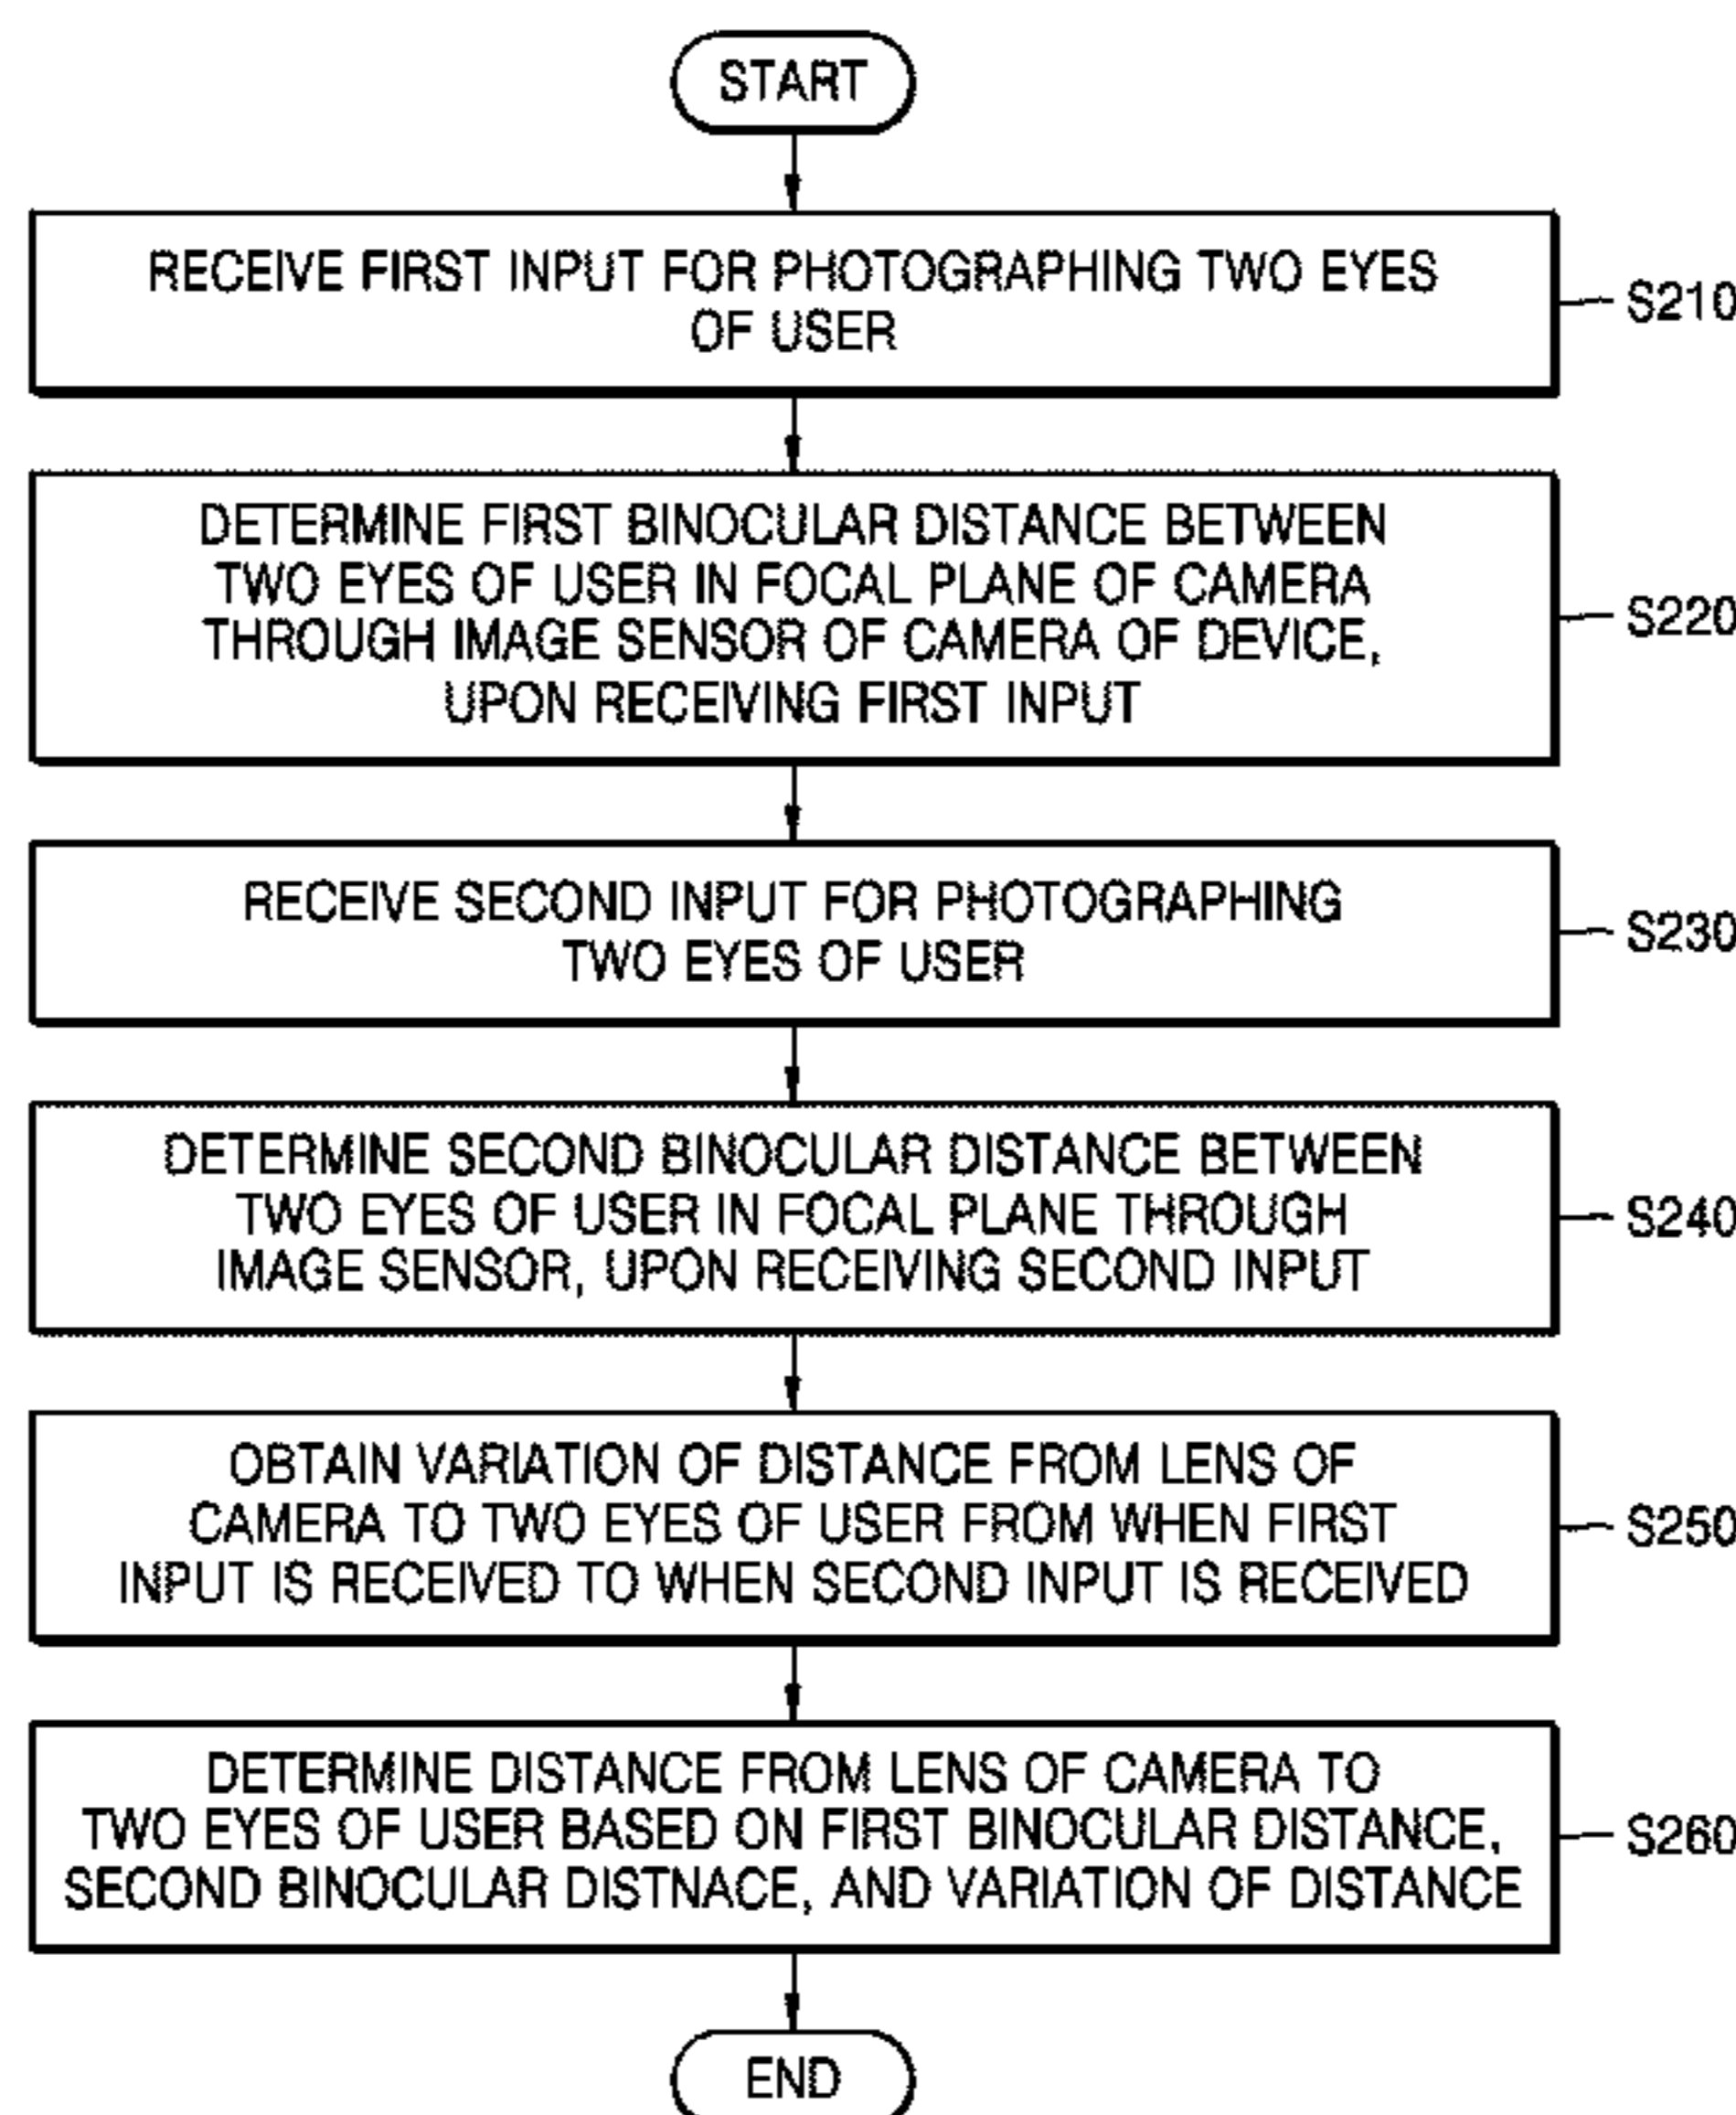 START
RECEIVE FIRST INPUT FOR PHOTOGRAPHING TWO EYES
OF USER
S210
DETERMINE FIRST BINOCULAR DISTANCE BETWEEN
TWO EYES OF USER IN FOCAL PLANE OF CAMERA
THROUGH IMAGE SENSOR OF CAMERA OF DEVICE,
UPON RECEIVING FIRST INPUT
S220
RECEIVE SECOND INPUT FOR PHOTOGRAPHING
TWO EYES OF USER
S230
DETERMINE SECOND BINOCULAR DISTANCE BETWEEN
TWO EYES OF USER IN FOCAL PLANE THROUGH
IMAGE SENSOR, UPON RECEIVING SECOND INPUT
S240
OBTAIN VARIATION OF DISTANCE FROM LENS OF
CAMERA TO TWO EYES OF USER FROM WHEN FIRST
INPUT IS RECEIVED TO WHEN SECOND INPUT IS RECEIVED
S250
DETERMINE DISTANCE FROM LENS OF CAMERA TO
TWO EYES OF USER BASED ON FIRST BINOCULAR DISTANCE,
SECOND BINOCULAR DISTNACE, AND VARIATION OF DISTANCE
S260
END